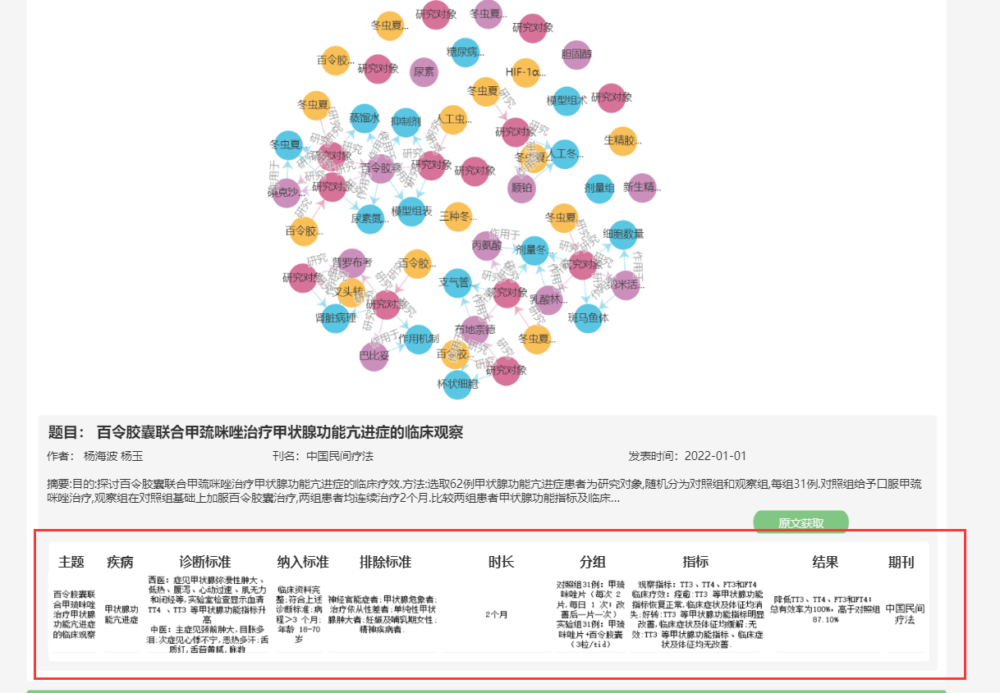 研究对象
冬虫夏...
冬虫夏...
研究对象
糖尿病...
胆固醇
百令胶...
研究对象
尿素
HIF-1α...
冬虫夏...
研究
模型组术
研究对象
冬虫夏...
蒸馏水
抑制剂
人工虫...
研究对象
研究
生精胶...
冬虫夏...
研究对象
百令胶囊
研究对象
研究对象
冬虫夏...
人工冬...
顺铂
剂量组
新生精...
研究对象
尿素氮...
模型组表
三种冬...
冬虫夏...
百令胶...
细胞数量
丙氨酸
作用于
剂量冬...
普罗布考
百令胶...
研究对象
研究对象
支气管...
研究对象
乳酸林...
研究对象
肾脏病理
斑马鱼体
布地奈德
作用机制
冬虫夏...
巴比妥
百令胶...
研究对象
杯状细胞
题目： 百令胶囊联合甲巯咪唑治疗甲状腺功能亢进症的临床观察
作者： 杨海波 杨玉 刊名： 中国民间疗法 发表时间：2022-01-01
摘要:目的:探讨百令胶囊联合甲巯咪唑治疗甲状腺功能亢进症的临床疗效.方法:选取62例甲状腺功能亢进症患者为研究对象,随机分为对照组和观察组,每组31例.对照组给予口服甲巯
咪唑治疗,观察组在对照组基础上加服百令胶囊治疗,两组患者均连续治疗2个月.比较两组患者甲状腺功能指标及临床...
原文获取
主题 疾病 诊断标准 纳入标准 排除标准 时长 分组 指标 结果 期刊
百令胶囊联
合甲巯咪唑
治疗甲状腺
功能亢进症
的临床观察
甲状腺功
能亢进症
西医：症见甲状腺弥漫性肿大、
低热、腹泻、心动过速、肌无力
和闭经等,实验室检查显示血清
TT4 、TT3 等甲状腺功能指标升
高
中医：主症见颈前肿大,目胀多
泪;次症见心悸不宁,恶热多汗;舌
质红,舌苔黄腻,脉数
临床资料完
整;符合上述
诊断标准;病
程＞3 个月;
年龄 18-70
岁
神经官能症者;甲状腺危象者;
治疗依从性差者;单纯性甲状
腺肿大者;妊娠及哺乳期女性;
精神疾病者.
2个月
对照组31例：甲巯
咪唑片（每次 2
片,每日 1 次；改
善后一片一次）
实验组31例：甲巯
咪唑片+百令胶囊
（3粒/tid）
观察指标：TT3、TT4、FT3和FT4
临床疗效：痊愈:TT3 等甲状腺功能
指标恢复正常,临床症状及体征均消
失;好转:TT3 等甲状腺功能指标明显
改善,临床症状及体征均缓解;无
效:TT3 等甲状腺功能指标、临床症
状及体征均无改善.
降低TT3、TT4、FT3和FT4；
总有效率为100%，高于对照组
87.10%
中国民间
疗法